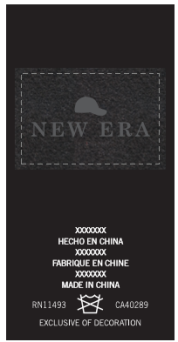 NEW ERA
XXXXXXX
HECHO EN CHINA
XXXXXXX
FABRIQUE EN CHINE
XXXXXXX
MADE IN CHINA
RN11493 CA40289
EXCLUSIVE OF DECORATION